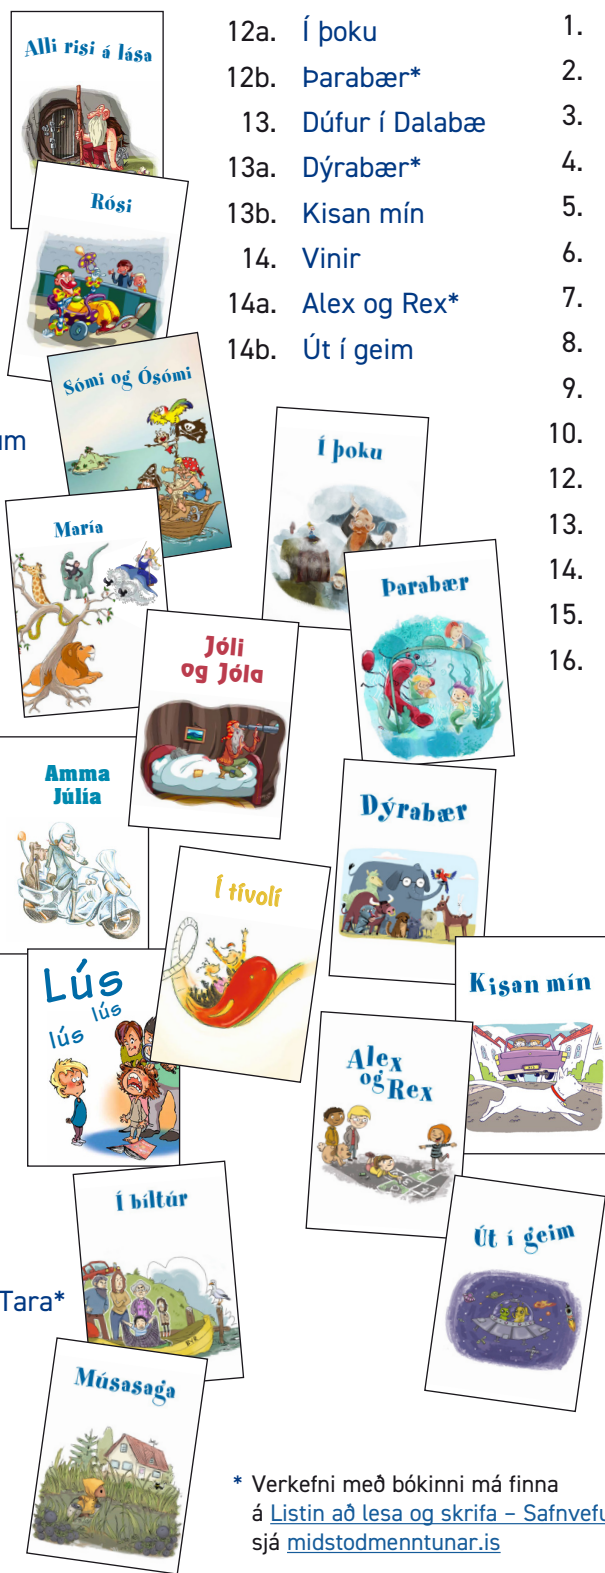 Alli risi á lása
Rósi
Sómi og Ósómi
María
Jóli
og Jóla
Amma
Júlía
Í tívolí
Lús
lús
lús
Í bíltúr
Tara*
Músasaga
12a. Í þoku
12b. Þarabær*
13. Dúfur í Dalabæ
13a. Dýrabær*
13b. Kisan mín
14. Vinir
14a. Alex og Rex*
14b. Út í geim
Í þoku
Þarabær
Dýrabær
Kisan mín
Alex
og Rex
Út í geim
1.
2.
3.
4.
5.
6.
7.
8.
9.
10.
12.
13.
14.
15.
16.
* Verkefni með bókinni má finna
á Listin að lesa og skrifa – Safnvefu
sjá midstodmenntunar.is